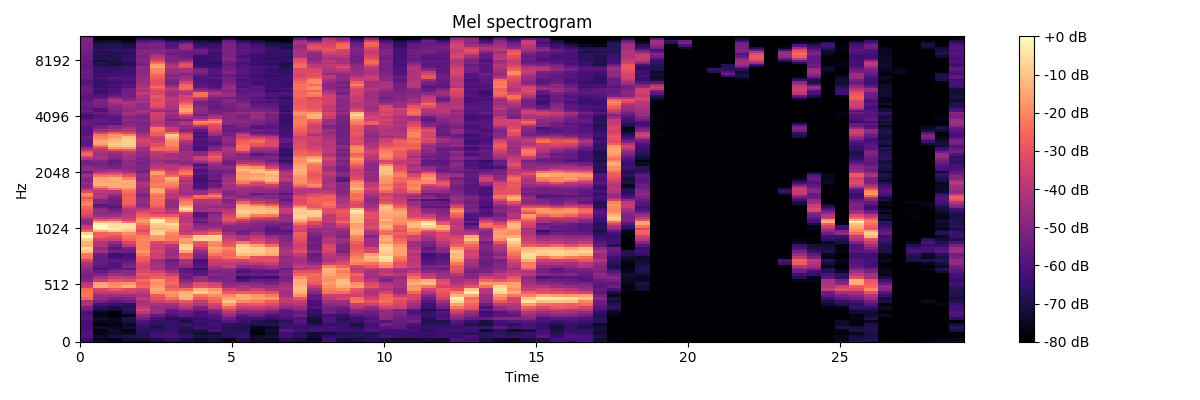 Mel spectrogram
Hz
8192
4096
2048
1024
512
0
0 5 10 15 20 25
Time
+0 dB
-10 dB
-20 dB
-30 dB
-40 dB
-50 dB
-60 dB
-70 dB
-80 dB